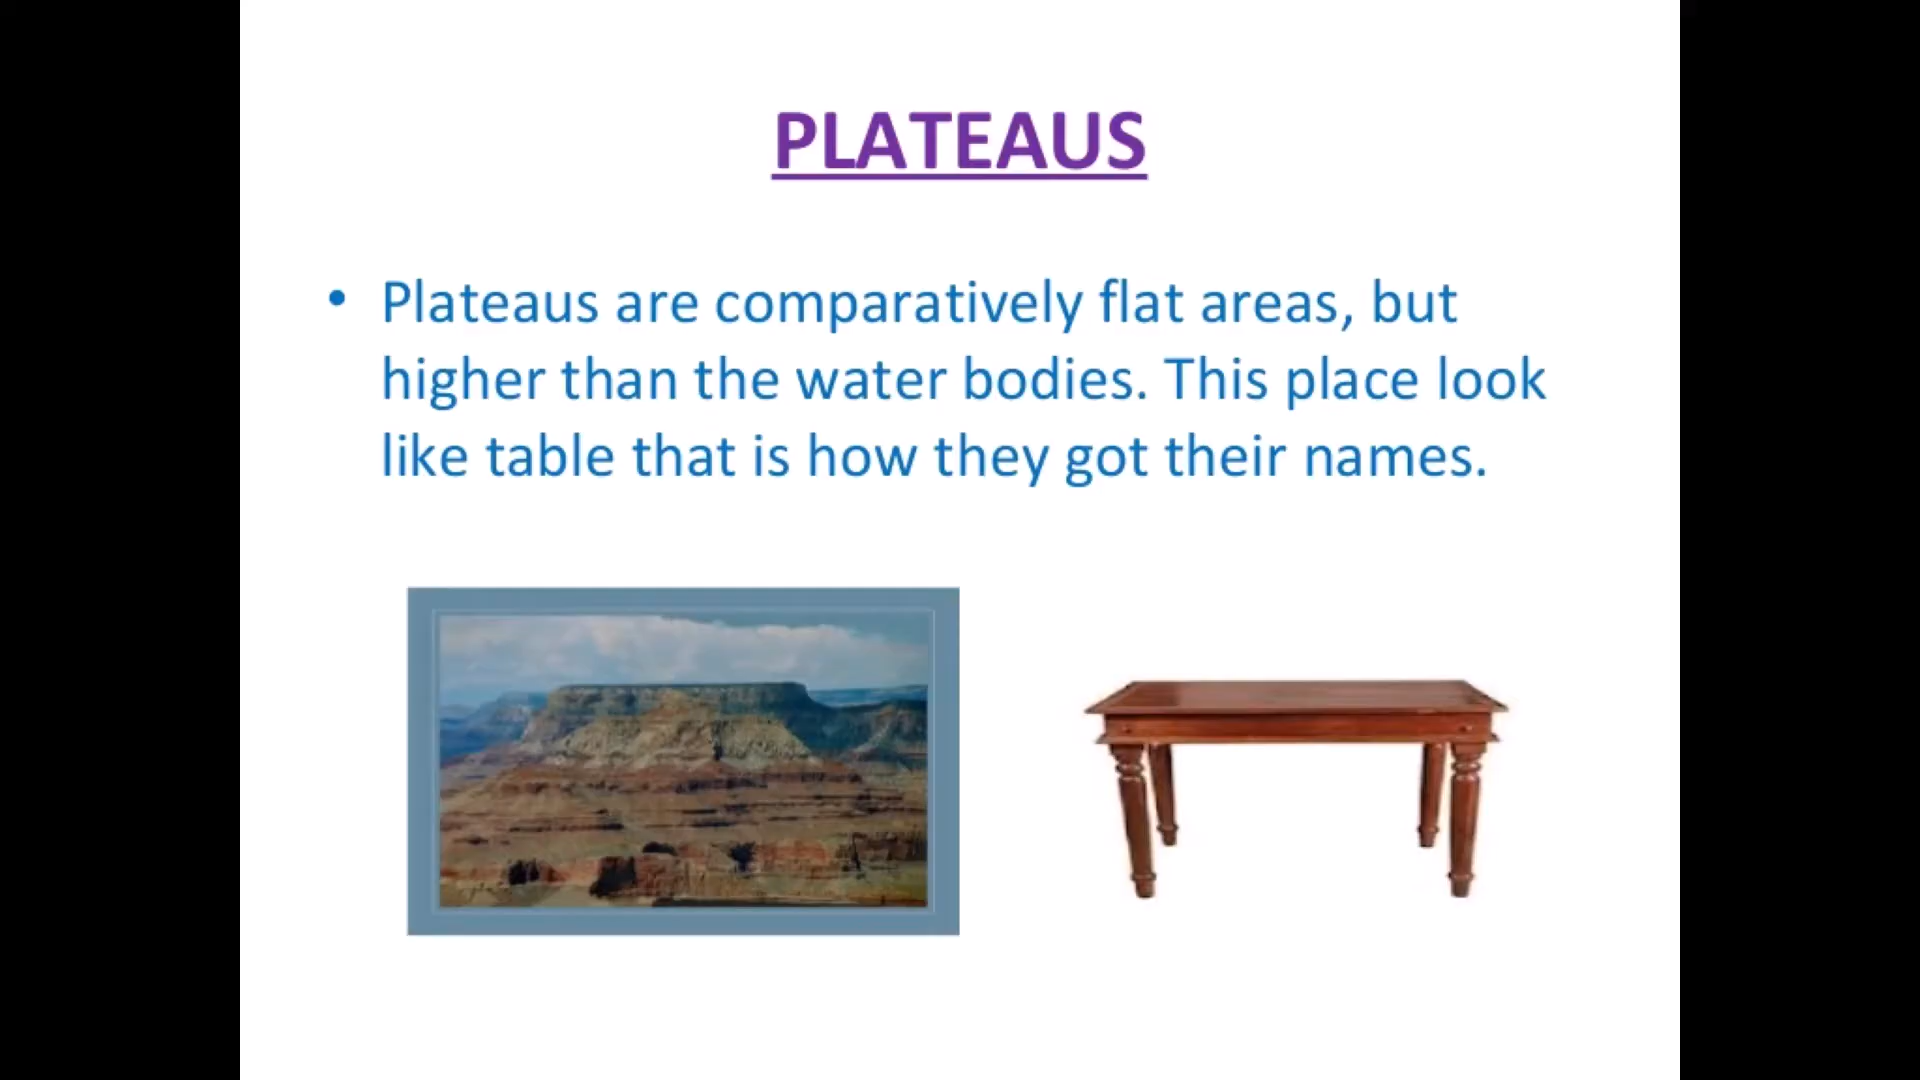 PLATEAUS
• Plateaus are comparatively flat areas, but
higher than the water bodies. This place look
like table that is how they got their names.